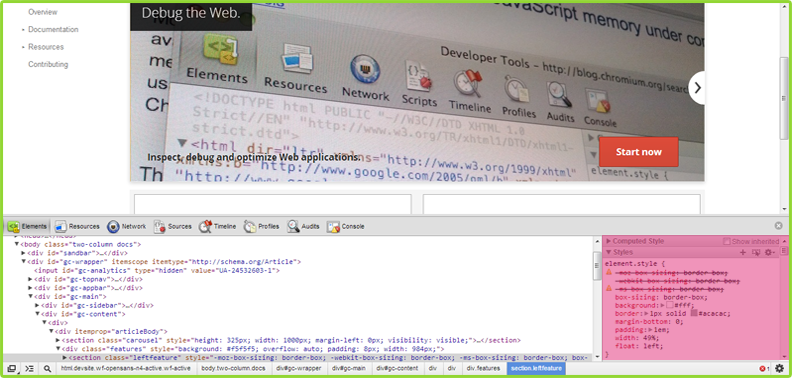 Overview
Documentation
Resources
Contributing
Debug the Web.
JavaScript memory under
Developer Tools - http://blog.chromium.org/
Elements
Resources
Network
Scripts
Timeline
Profiles
Audits
Console
<!DOCTYPE html PUBLIC "-//W3C//DTD XHTML 1.0
Strict//EN" "http://www.w3.org/TR/xhtml1/DTD/xhtml1-
strict.dtd">
<html dir="ltr" xmlns="http://www.w3.org/1999/xhtml"
"http://www.google.com/2005/gml/b"
element.style {
Inspect, debug and optimize Web applications.
Start now
Elements Resources Network Sources Timeline Profiles Audits Console
<body class="two-column docs">
<div id="sandbar">…</div>
<div id="gc-wrapper" itemscope itemtype="http://schema.org/Article">
<input id="gc-analytics" type="hidden" value="UA-24532603-1">
<div id="gc-topnav">…</div>
<div id="gc-appbar">…</div>
<div id="gc-main">
<div id="gc-sidebar">…</div>
<div id="gc-content">
<div>
<div itemprop="articleBody">
<section class="carousel" style="height: 325px; width: 1000px; margin-left: 0px; visibility: visible;">…</section>
<div class="features" style="background: #f5f5f5; overflow: auto; padding: 8px; width: 984px;">
<section class="leftfeature" style="-moz-box-sizing: border-box; -webkit-box-sizing: border-box; -ms-box-sizing: border-box; box-
Computed Style Show inherited
Styles
element.style {
-moz-box-sizing: border-box;
-webkit-box-sizing: border-box;
-ms-box-sizing: border-box;
box-sizing: border-box;
background: #fff;
border: 1px solid #acacac;
margin-bottom: 0;
padding: 1em;
width: 49%;
float: left;
}
html.devsite.wf-opensans-n4-active.wf-active body.two-column.docs div#gc-wrapper div#gc-main div#gc-content div div div.features section.leftfeature
1